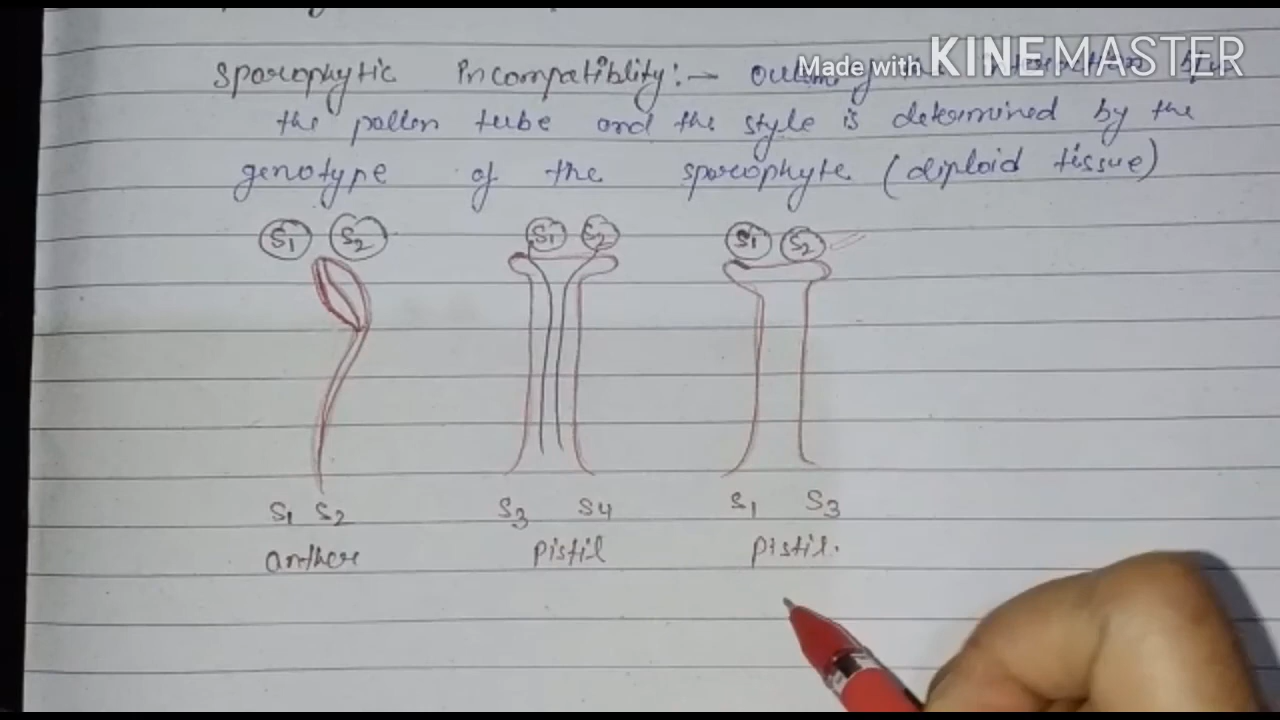 Sporophytic incompatiblity:- outcome
Made with KINEMASTER
the pollen tube and the style is determined by the
genotype of the sporophyte (diploid tissue)
S1 S2 S1 S2 S1 S2
S1 S2 S3 S4 S1 S3
anther Pistil Pistil.